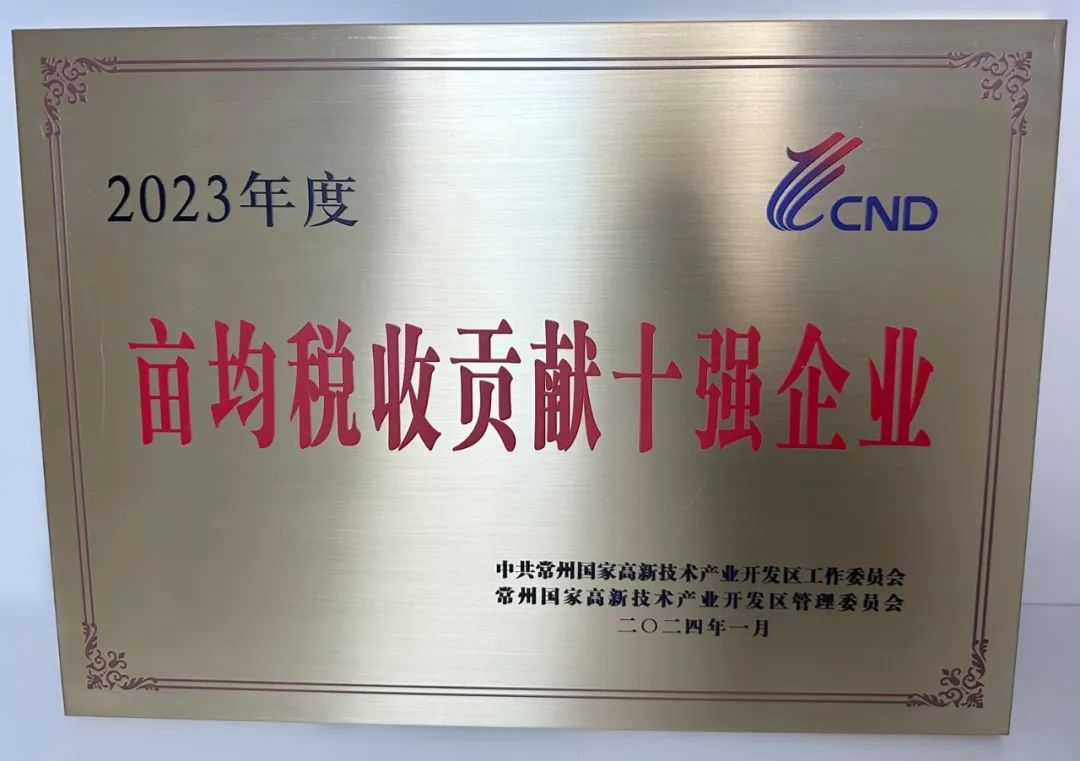 2023年度
CND
亩均税收贡献十强企业
中共常州国家高新技术产业开发区工作委员会
常州国家高新技术产业开发区管理委员会
二〇二四年一月